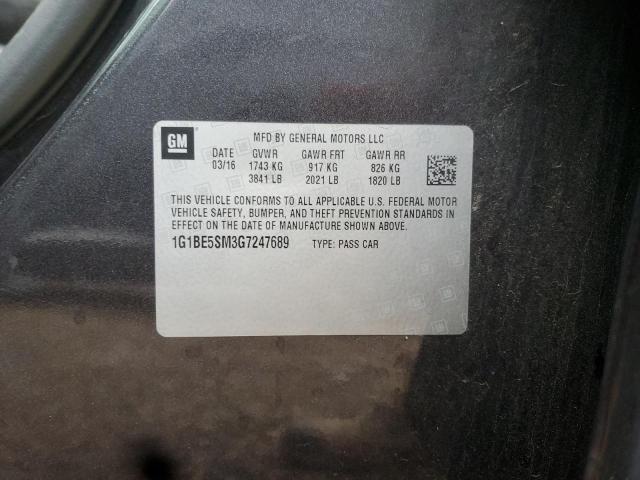 GM
MFD BY GENERAL MOTORS LLC
DATE GVWR GAWR FRT GAWR RR
03/16 1743 KG 917 KG 826 KG
3841 LB 2021 LB 1820 LB
THIS VEHICLE CONFORMS TO ALL APPLICABLE U.S. FEDERAL MOTOR
VEHICLE SAFETY, BUMPER, AND THEFT PREVENTION STANDARDS IN
EFFECT ON THE DATE OF MANUFACTURE SHOWN ABOVE.
1G1BE5SM3G7247689 TYPE: PASS CAR